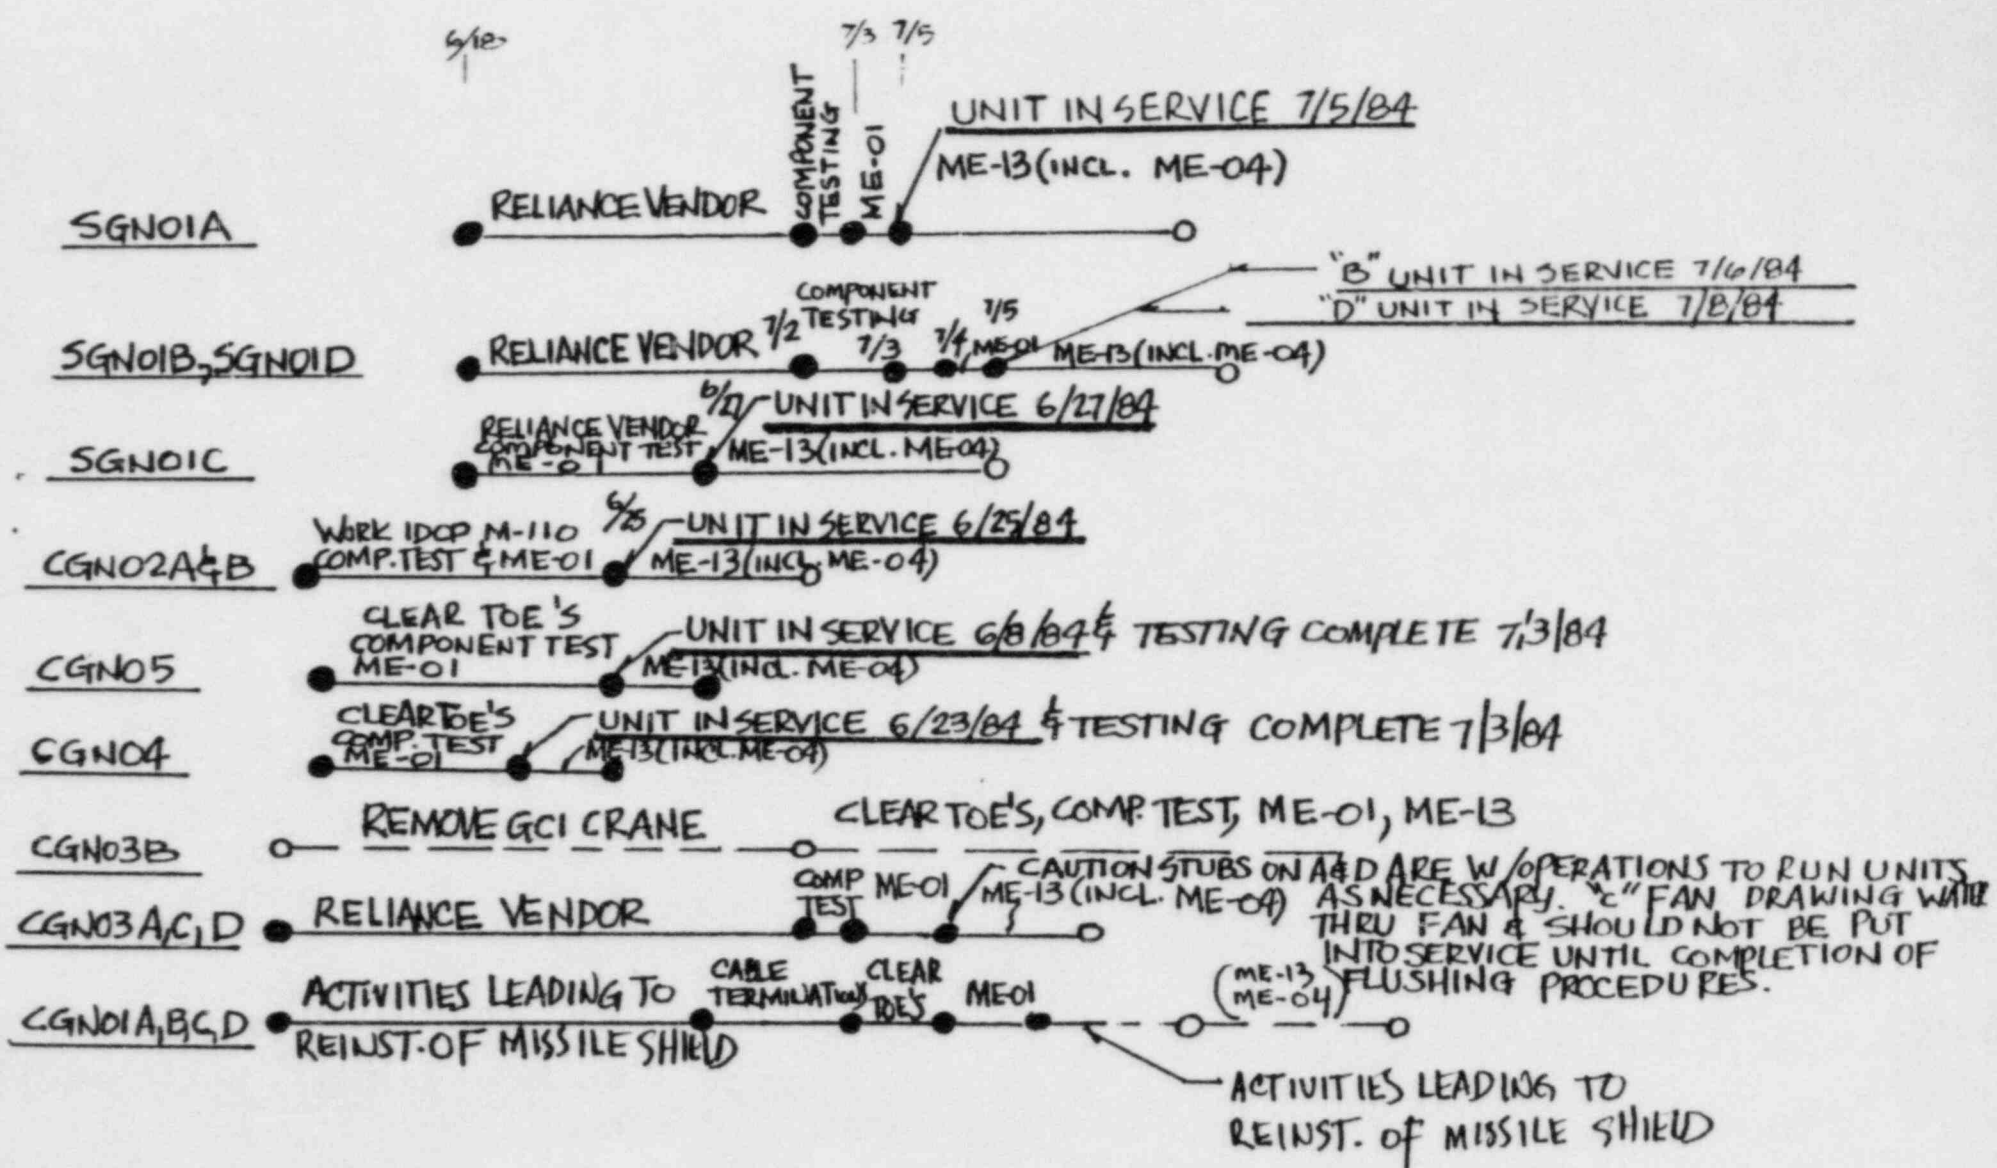 6/18
7/3 7/5
COMPONENT
TESTING
ME-01
UNIT IN SERVICE 7/5/84
ME-13 (INCL. ME-04)
SGN01A
RELIANCE VENDOR
"B" UNIT IN SERVICE 7/6/84
"D" UNIT IN SERVICE 7/8/84
SGN01B, SGN01D
RELIANCE VENDOR
7/2
COMPONENT
TESTING
7/3
7/4
7/5
ME-01
ME-13 (INCL. ME-04)
6/27
UNIT IN SERVICE 6/27/84
SGN01C
RELIANCE VENDOR
COMPONENT TEST
ME-01
ME-13 (INCL. ME-04)
CGN02A&B
WORK IDCP M-110
COMP. TEST & ME-01
6/25
UNIT IN SERVICE 6/25/84
ME-13 (INCL. ME-04)
CGN05
CLEAR TOE'S
COMPONENT TEST
ME-01
UNIT IN SERVICE 6/8/84 & TESTING COMPLETE 7/3/84
ME-13 (INCL. ME-04)
CGN04
CLEAR TOE'S
COMP. TEST
ME-01
UNIT IN SERVICE 6/23/84 & TESTING COMPLETE 7/3/84
ME-13 (INCL. ME-04)
CGN03B
REMOVE GCI CRANE
CLEAR TOE'S, COMP. TEST, ME-01, ME-13
CGN03A,C,D
RELIANCE VENDOR
COMP
TEST
ME-01
ME-13 (INCL. ME-04)
CAUTION STUBS ON A&D ARE W/OPERATIONS TO RUN UNITS
AS NECESSARY. "C" FAN DRAWING WATER
THRU FAN & SHOULD NOT BE PUT
INTO SERVICE UNTIL COMPLETION OF
FLUSHING PROCEDURES.
CGN01A,B,C,D
ACTIVITIES LEADING TO
REINST. OF MISSILE SHIELD
CABLE
TERMINATIONS
CLEAR
TOE'S
ME-01
(ME-13
ME-04)
ACTIVITIES LEADING TO
REINST. OF MISSILE SHIELD